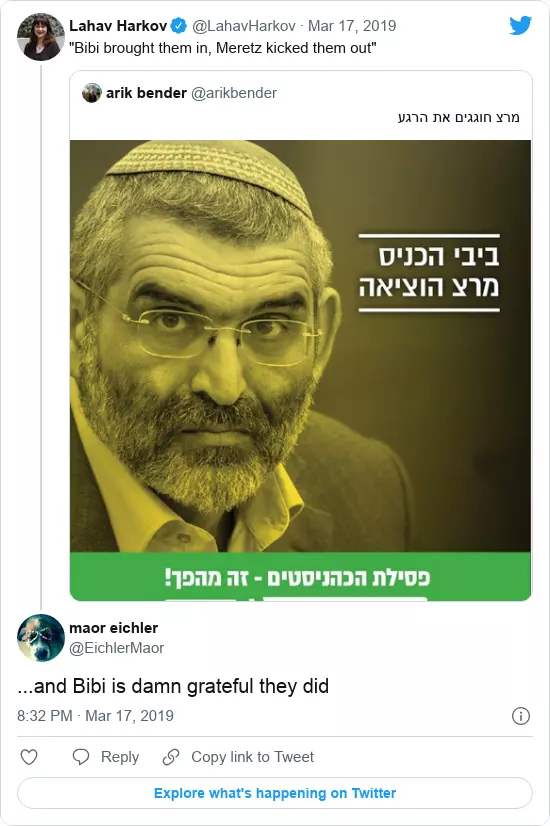 Lahav Harkov @LahavHarkov · Mar 17, 2019
"Bibi brought them in, Meretz kicked them out"
arik bender @arikbender
מרצ חוגגים את הרגע
ביבי הכניס
מרצ הוציאה
פסילת הכהניסטים - זה מהפך!
maor eichler
@EichlerMaor
...and Bibi is damn grateful they did
8:32 PM · Mar 17, 2019
Reply
Copy link to Tweet
Explore what's happening on Twitter